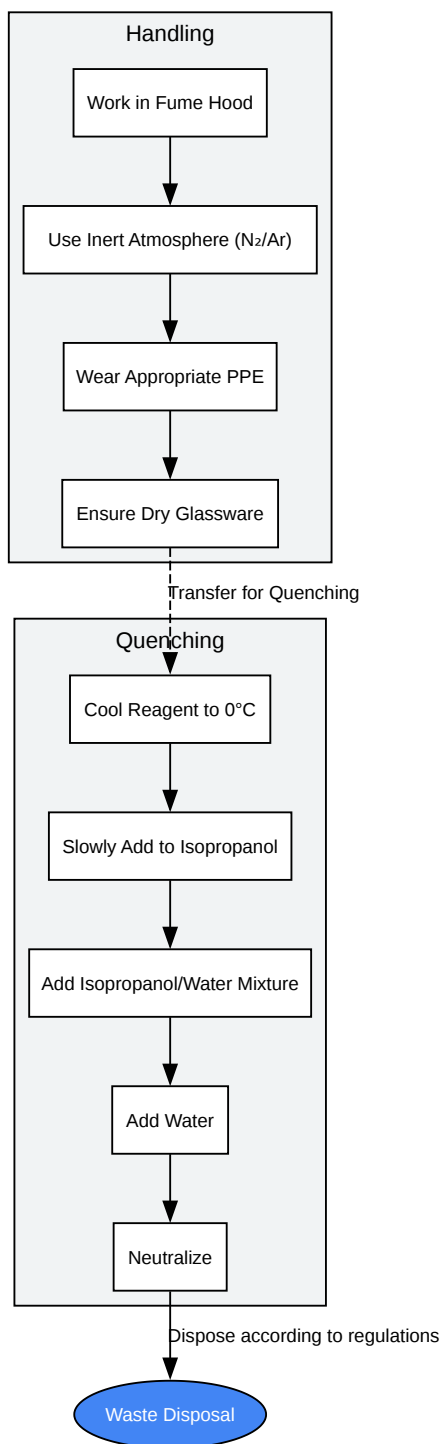 Handling
Work in Fume Hood
Use Inert Atmosphere (N₂/Ar)
Wear Appropriate PPE
Ensure Dry Glassware
Transfer for Quenching
Quenching
Cool Reagent to 0°C
Slowly Add to Isopropanol
Add Isopropanol/Water Mixture
Add Water
Neutralize
Dispose according to regulations
Waste Disposal